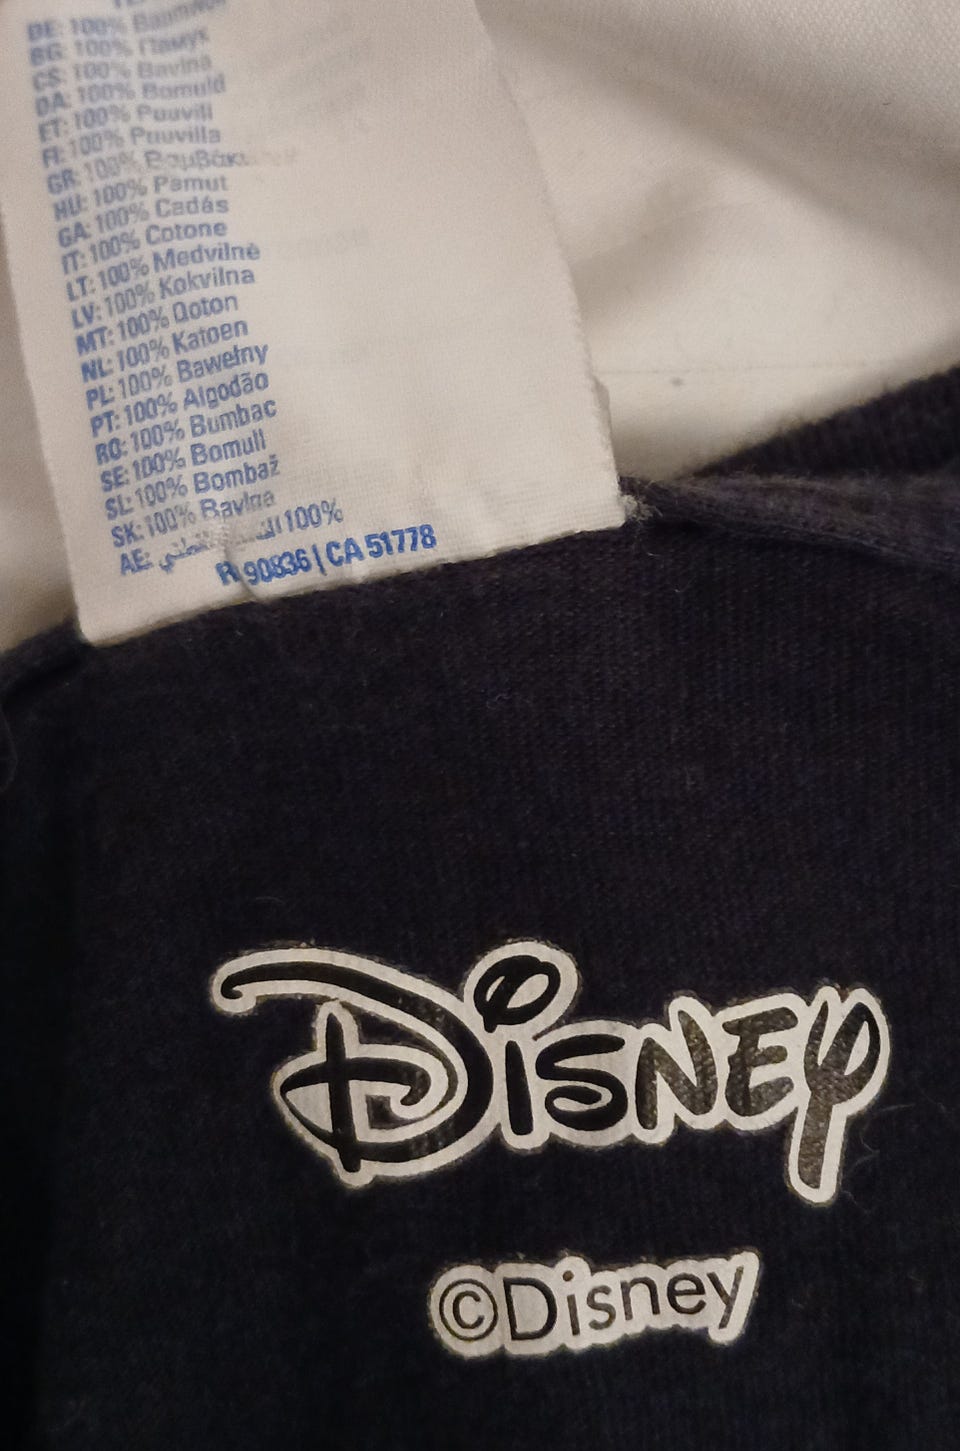 DE: 100% Baumwoll
BG: 100% Памук
CS: 100% Bavlna
DA: 100% Bomuld
ET: 100% Puuvill
FI: 100% Puuvilla
GR: 100% Βαμβάκι
HU: 100% Pamut
GA: 100% Cadás
IT: 100% Cotone
LT: 100% Medvilnė
LV: 100% Kokvilna
MT: 100% Qoton
NL: 100% Katoen
PL: 100% Bawełny
PT: 100% Algodão
RO: 100% Bumbac
SE: 100% Bomull
SL: 100% Bombaž
SK: 100% Bavlna
AE: 100%
R 90836 | CA 51778
Disney
©Disney